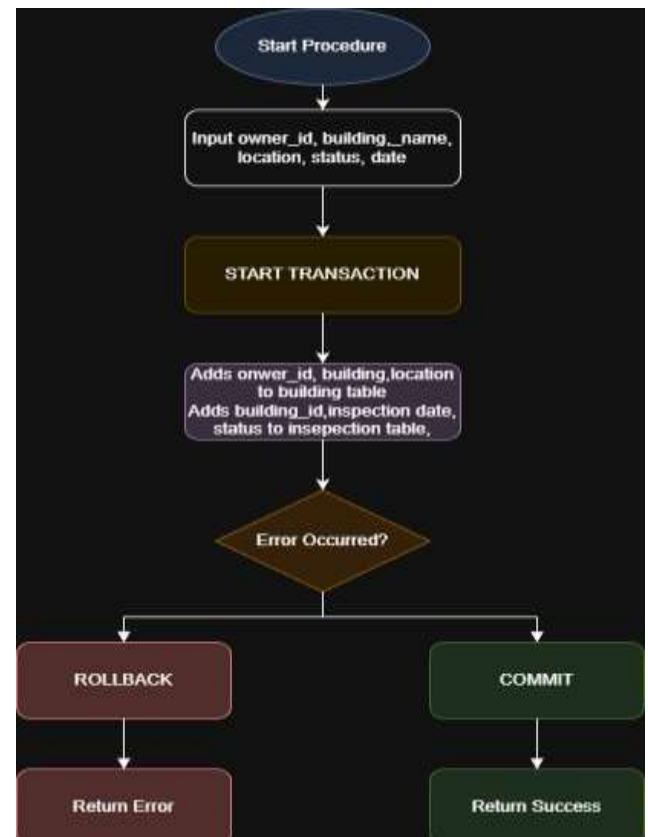 Start Procedure
Input owner_id, building,_name,
location, status, date
START TRANSACTION
Adds onwer_id, building,location
to building table
Adds building_id,inspection date,
status to insepection table,
Error Occurred?
ROLLBACK
COMMIT
Return Error
Return Success